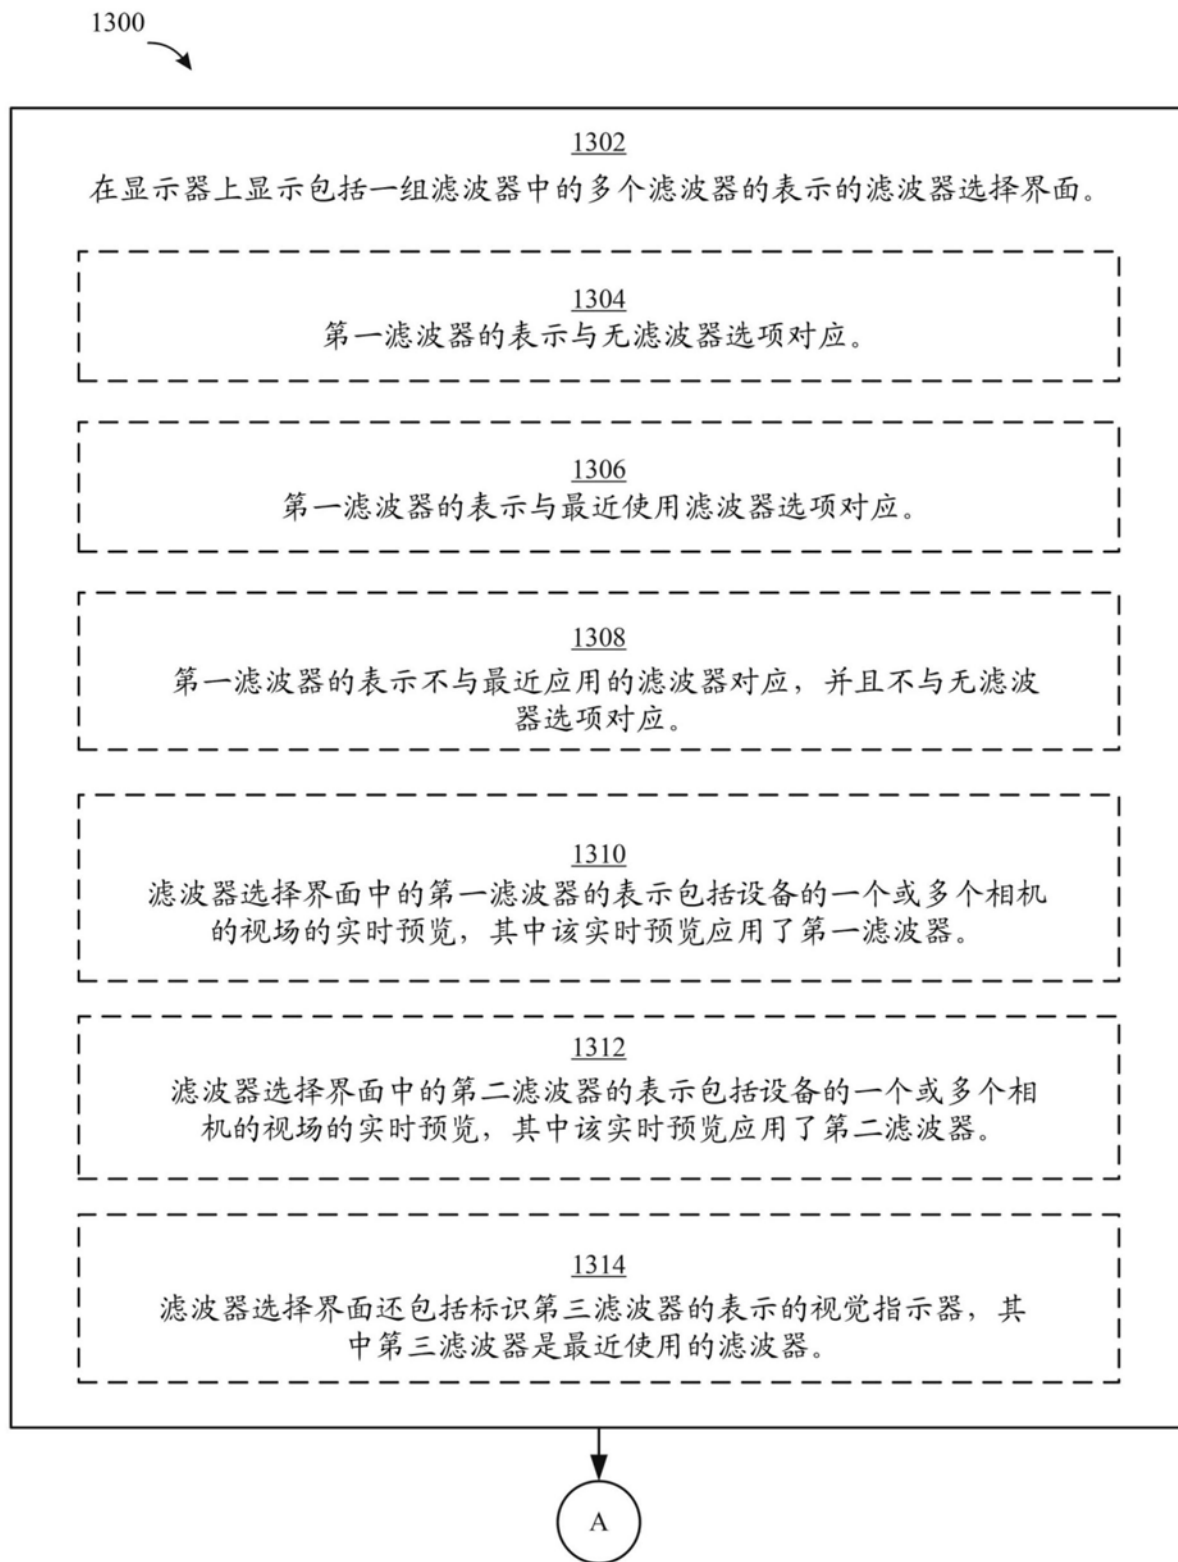 1300
1302
在显示器上显示包括一组滤波器中的多个滤波器的表示的滤波器选择界面。
1304
第一滤波器的表示与无滤波器选项对应。
1306
第一滤波器的表示与最近使用滤波器选项对应。
1308
第一滤波器的表示不与最近应用的滤波器对应，并且不与无滤波
器选项对应。
1310
滤波器选择界面中的第一滤波器的表示包括设备的一个或多个相机
的视场的实时预览，其中该实时预览应用了第一滤波器。
1312
滤波器选择界面中的第二滤波器的表示包括设备的一个或多个相
机的视场的实时预览，其中该实时预览应用了第二滤波器。
1314
滤波器选择界面还包括标识第三滤波器的表示的视觉指示器，其
中第三滤波器是最近使用的滤波器。
A